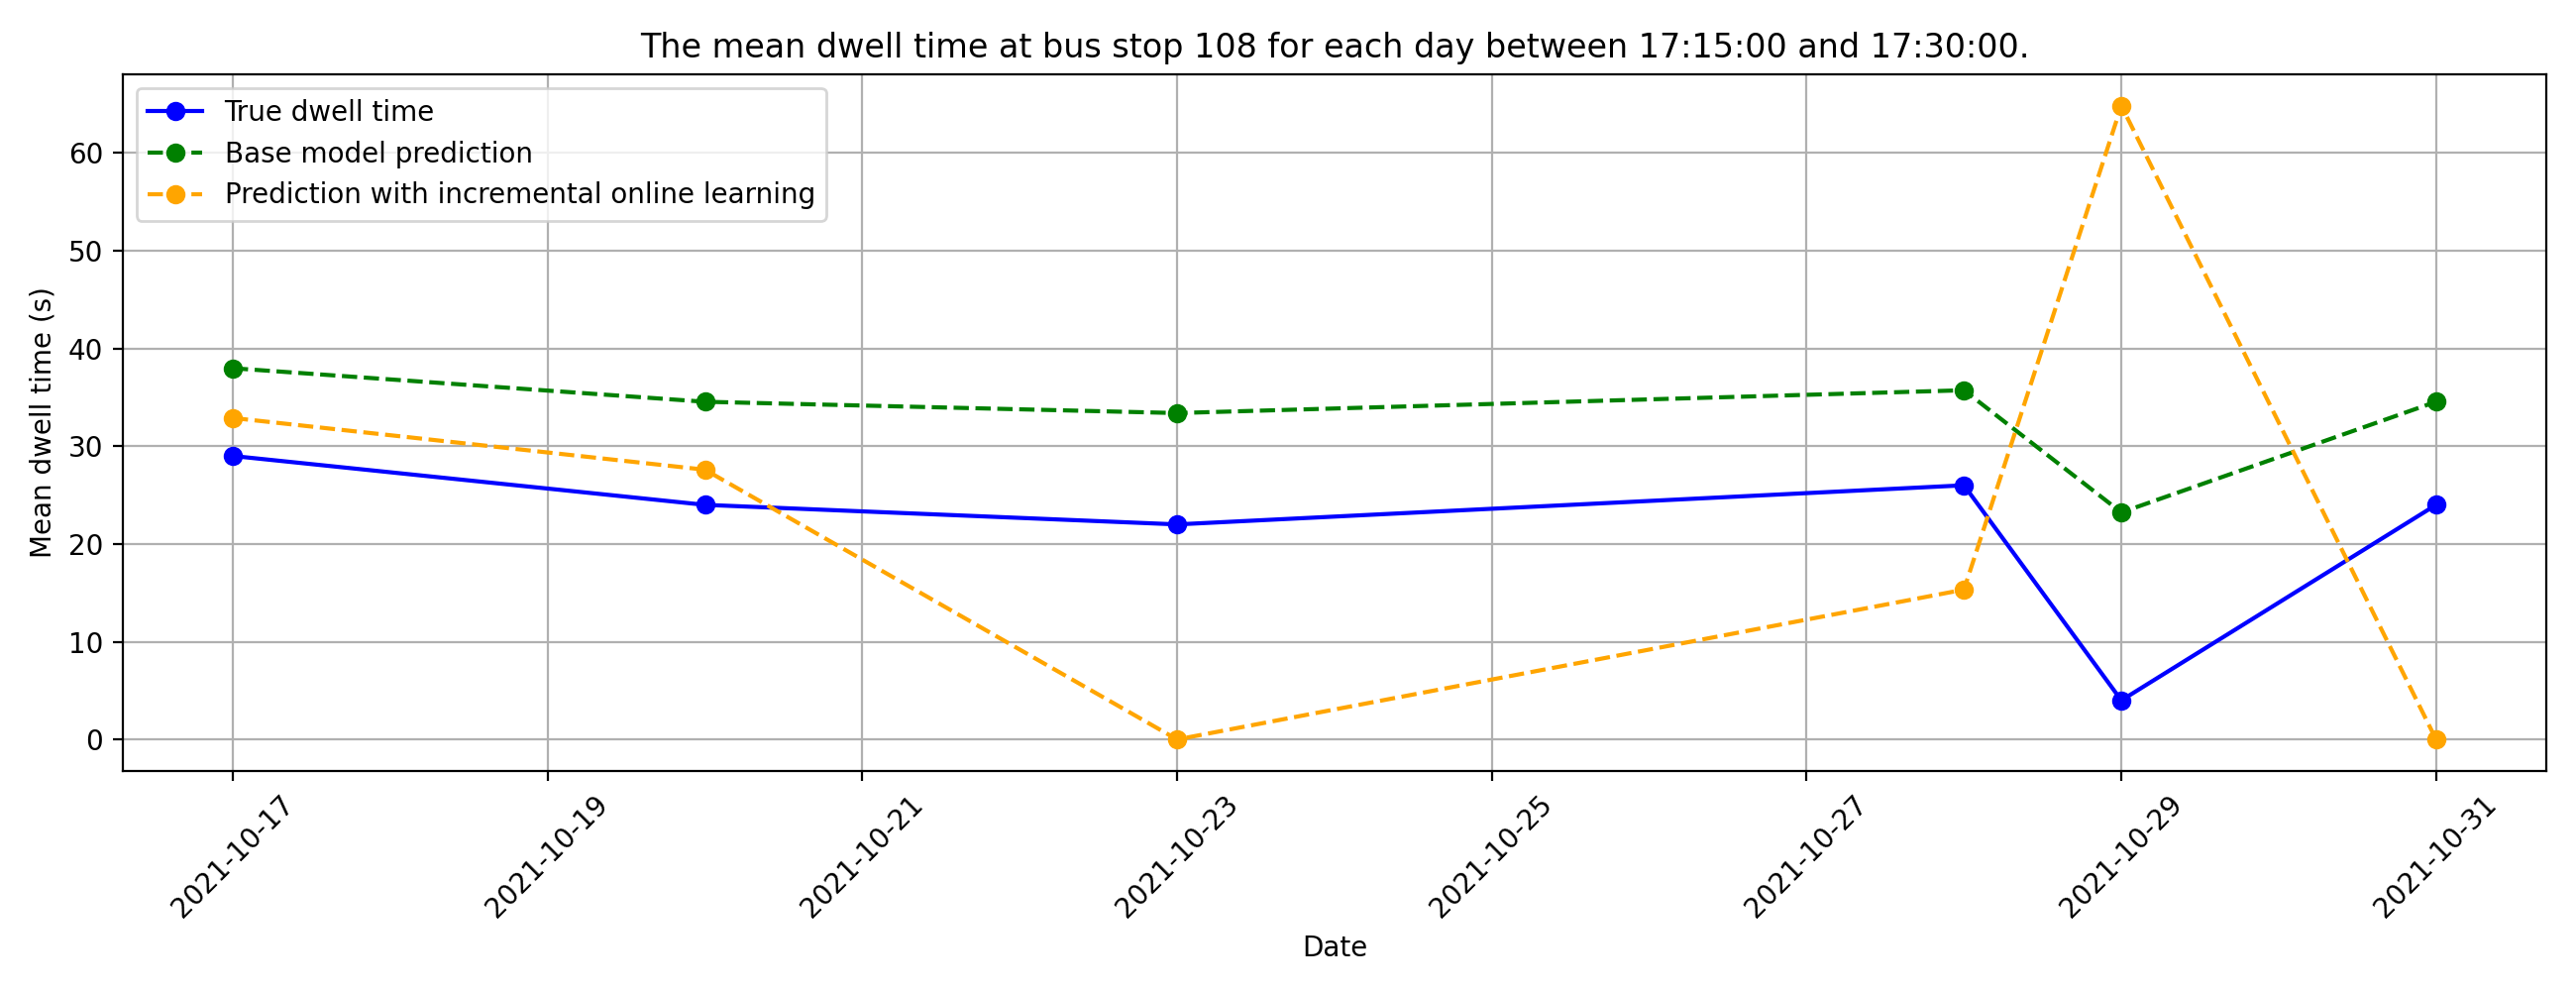 The mean dwell time at bus stop 108 for each day between 17:15:00 and 17:30:00.
True dwell time
Base model prediction
Prediction with incremental online learning
Mean dwell time (s)
60
50
40
30
20
10
0
2021-10-17
2021-10-19
2021-10-21
2021-10-23
2021-10-25
2021-10-27
2021-10-29
2021-10-31
Date